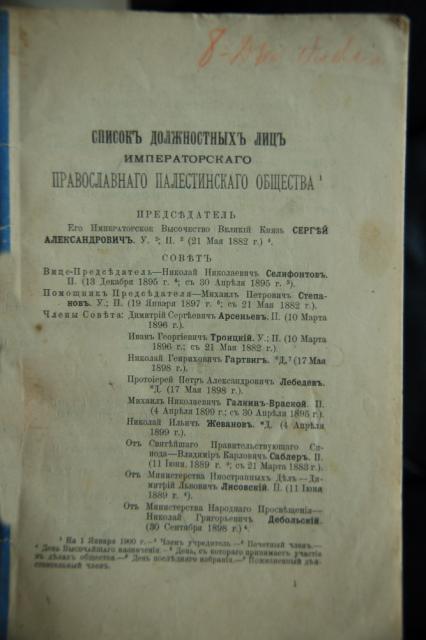 СПИСОКЪ ДОЛЖНОСТНЫХЪ ЛИЦЪ
ИМПЕРАТОРСКАГО
ПРАВОСЛАВНАГО ПАЛЕСТИНСКАГО ОБЩЕСТВА ¹
ПРЕДСѢДАТЕЛЬ
Его Императорское Высочество Великій Князь СЕРГѢЙ
АЛЕКСАНДРОВИЧЪ. У. ²; П. ³ (21 Мая 1882 г.) ⁴.
СОВѢТЪ
Вице-Предсѣдатель—Николай Николаевичъ Селифонтовъ.
П. (13 Декабря 1895 г. ⁴; съ 30 Апрѣля 1895 г. ⁵).
Помощникъ Предсѣдателя—Михаилъ Петровичъ Степа-
новъ. У.; П. (19 Января 1897 г. ⁶; съ 21 Мая 1882 г.).
Члены Совѣта: Димитрій Сергѣевичъ Арсеньевъ. П. (10 Марта
1896 г.).
Иванъ Георгіевичъ Троицкій. У.; П. (10 Марта
1896 г.; съ 21 Мая 1882 г.).
Николай Генриховичъ Гартвигъ. *Д.⁷ (17 Мая
1898 г.).
Протоіерей Петръ Александровичъ Лебедевъ.
*Д. (17 Мая 1898 г.).
Михаилъ Николаевичъ Галкинъ-Враской. П.
(4 Апрѣля 1899 г.; съ 30 Апрѣля 1895 г.).
Николай Ильичъ Жевановъ. *Д. (4 Апрѣля
1899 г.).
Отъ Святѣйшаго Правительствующаго Си-
нода—Владиміръ Карловичъ Саблеръ. П.
(11 Іюня 1889 г. ⁴; съ 21 Марта 1883 г.).
Отъ Министерства Иностранныхъ Дѣлъ—Ди-
митрій Львовичъ Лисовскій. П. (11 Іюня
1889 г. ⁴).
Отъ Министерства Народнаго Просвѣщенія—
Николай Григорьевичъ Дебольскій.
(30 Сентября 1898 г.) ⁴.
¹ На 1 Января 1900 г.—² Членъ учредитель.—³ Почетный членъ.—
⁴ День Высочайшаго назначенія.—⁵ День, съ котораго принимаетъ участіе
въ дѣлахъ общества.—⁶ День послѣдняго избранія.—⁷ Пожизненный дѣй-
ствительный членъ.
1